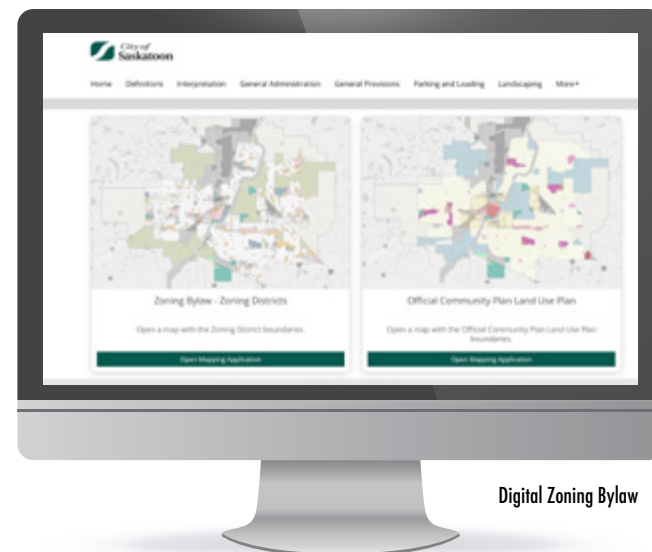 City of
Saskatoon
Home Definitions Interpretation General Administration General Provisions Parking and Loading Landscaping More
Zoning Bylaw - Zoning Districts
Official Community Plan Land Use Plan
Open a map with the Zoning District boundaries.
Open a map with the Official Community Plan Land Use Plan
boundaries.
Open Mapping Application
Open Mapping Application
Digital Zoning Bylaw